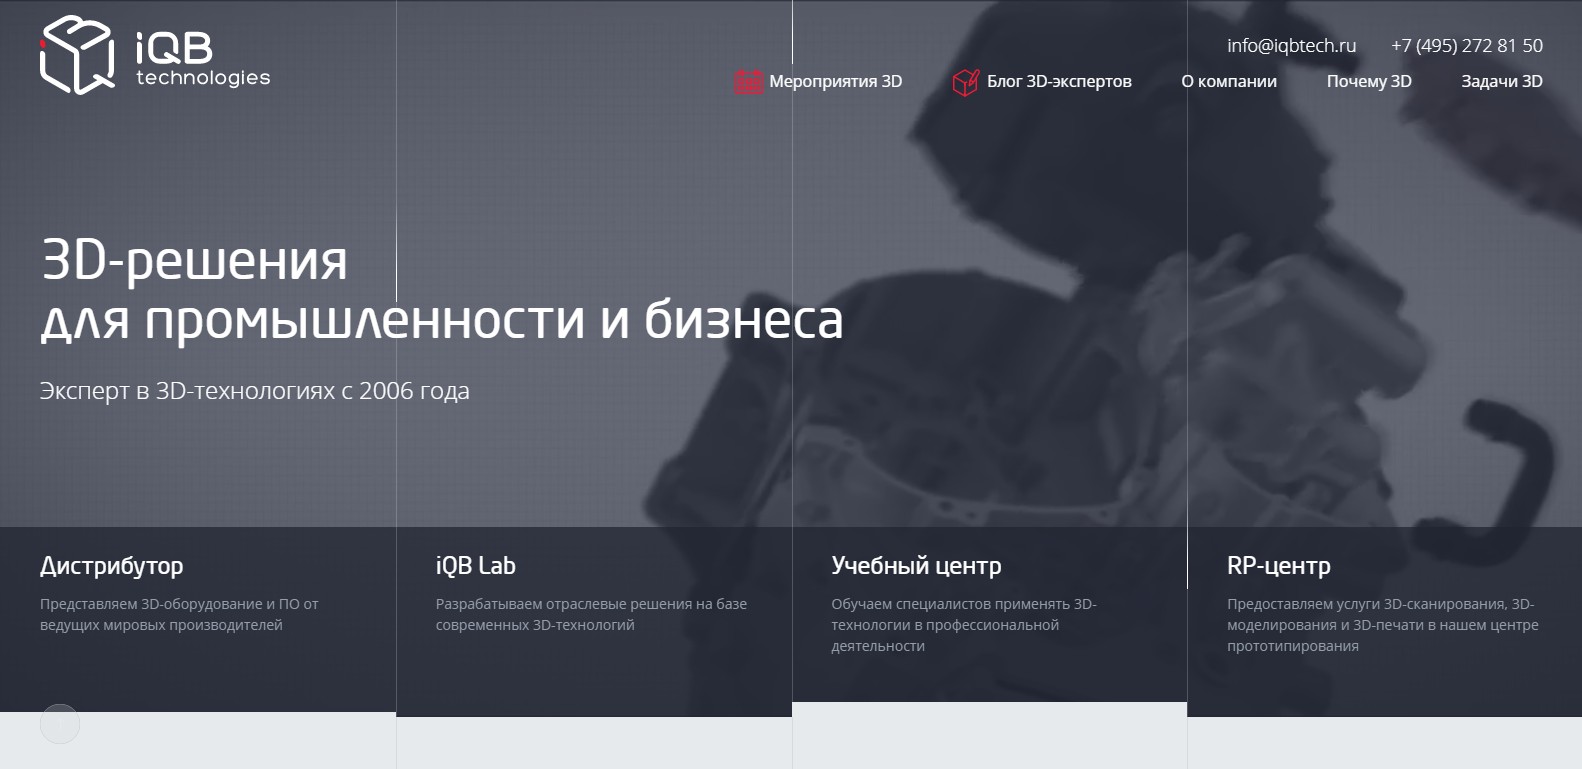 iQB
technologies
info@iqbtech.ru +7 (495) 272 81 50
Мероприятия 3D Блог 3D-экспертов О компании Почему 3D Задачи 3D
3D-решения
для промышленности и бизнеса
Эксперт в 3D-технологиях с 2006 года
Дистрибутор
Представляем 3D-оборудование и ПО от
ведущих мировых производителей
iQB Lab
Разрабатываем отраслевые решения на базе
современных 3D-технологий
Учебный центр
Обучаем специалистов применять 3D-
технологии в профессиональной
деятельности
RP-центр
Предоставляем услуги 3D-сканирования, 3D-
моделирования и 3D-печати в нашем центре
прототипирования